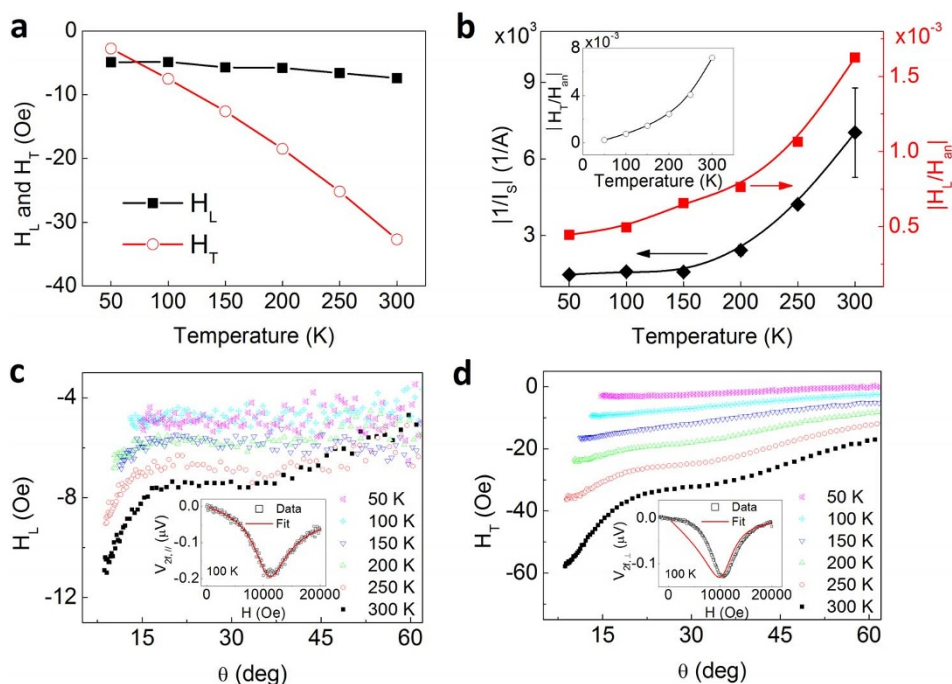 a
0
-10
-20
-30
-40
H_L and H_T (Oe)
H_L
H_T
50 100 150 200 250 300
Temperature (K)
b
×10³
9
6
3
|1/I_S| (1/A)
×10⁻³
8
4
0
|H_T/H_an|
0 100 200 300
Temperature (K)
×10⁻³
1.5
1.0
0.5
|H_L/H_an|
50 100 150 200 250 300
Temperature (K)
c
-4
-6
-8
-10
-12
H_L (Oe)
0.0
-0.1
-0.2
V_2f,// (μV)
Data
Fit
100 K
0 10000 20000
H (Oe)
50 K
100 K
150 K
200 K
250 K
300 K
15 30 45 60
θ (deg)
d
0
-20
-40
-60
H_T (Oe)
0.0
-0.1
V_2f,⊥ (μV)
Data
Fit
100 K
0 10000 20000
H (Oe)
50 K
100 K
150 K
200 K
250 K
300 K
15 30 45 60
θ (deg)